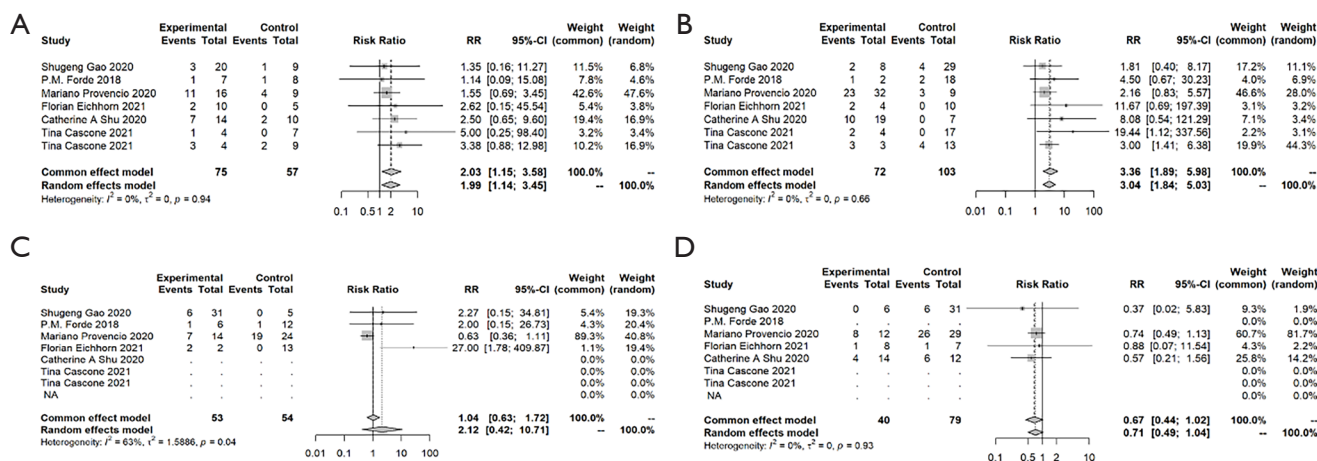 A
Experimental Control Weight Weight
Study Events Total Events Total Risk Ratio RR 95%-CI (common) (random)
Shugeng Gao 2020 3 20 1 9 1.35 [0.16; 11.27] 11.5% 6.8%
P.M. Forde 2018 1 7 1 8 1.14 [0.09; 15.08] 7.8% 4.6%
Mariano Provencio 2020 11 16 4 9 1.55 [0.69; 3.45] 42.6% 47.6%
Florian Eichhorn 2021 2 10 0 5 2.62 [0.15; 45.54] 5.4% 3.8%
Catherine A Shu 2020 7 14 2 10 2.50 [0.65; 9.60] 19.4% 16.9%
Tina Cascone 2021 1 4 0 7 5.00 [0.25; 98.40] 3.2% 3.4%
Tina Cascone 2021 3 4 2 9 3.38 [0.88; 12.98] 10.2% 16.9%
Common effect model 75 57 2.03 [1.15; 3.58] 100.0% --
Random effects model 1.99 [1.14; 3.45] -- 100.0%
Heterogeneity: I² = 0%, τ² = 0, p = 0.94
0.1 0.5 1 2 10
B
Experimental Control Weight Weight
Study Events Total Events Total Risk Ratio RR 95%-CI (common) (random)
Shugeng Gao 2020 2 8 4 29 1.81 [0.40; 8.17] 17.2% 11.1%
P.M. Forde 2018 1 2 2 18 4.50 [0.67; 30.23] 4.0% 6.9%
Mariano Provencio 2020 23 32 3 9 2.16 [0.83; 5.57] 46.6% 28.0%
Florian Eichhorn 2021 2 4 0 10 11.67 [0.69; 197.39] 3.1% 3.2%
Catherine A Shu 2020 10 19 0 7 8.08 [0.54; 121.29] 7.1% 3.4%
Tina Cascone 2021 2 4 0 17 19.44 [1.12; 337.56] 2.2% 3.1%
Tina Cascone 2021 3 3 4 13 3.00 [1.41; 6.38] 19.9% 44.3%
Common effect model 72 103 3.36 [1.89; 5.98] 100.0% --
Random effects model 3.04 [1.84; 5.03] -- 100.0%
Heterogeneity: I² = 0%, τ² = 0, p = 0.66
0.01 0.1 1 10 100
C
Experimental Control Weight Weight
Study Events Total Events Total Risk Ratio RR 95%-CI (common) (random)
Shugeng Gao 2020 6 31 0 5 2.27 [0.15; 34.81] 5.4% 19.3%
P.M. Forde 2018 1 6 1 12 2.00 [0.15; 26.73] 4.3% 20.4%
Mariano Provencio 2020 7 14 19 24 0.63 [0.36; 1.11] 89.3% 40.8%
Florian Eichhorn 2021 2 2 0 13 27.00 [1.78; 409.87] 1.1% 19.4%
Catherine A Shu 2020 . . . . . 0.0% 0.0%
Tina Cascone 2021 . . . . . 0.0% 0.0%
Tina Cascone 2021 . . . . . 0.0% 0.0%
NA . . . . . 0.0% 0.0%
Common effect model 53 54 1.04 [0.63; 1.72] 100.0% --
Random effects model 2.12 [0.42; 10.71] -- 100.0%
Heterogeneity: I² = 63%, τ² = 1.5886, p = 0.04
0.01 0.1 1 10 100
D
Experimental Control Weight Weight
Study Events Total Events Total Risk Ratio RR 95%-CI (common) (random)
Shugeng Gao 2020 0 6 6 31 0.37 [0.02; 5.83] 9.3% 1.9%
P.M. Forde 2018 . . . . . 0.0% 0.0%
Mariano Provencio 2020 8 12 26 29 0.74 [0.49; 1.13] 60.7% 81.7%
Florian Eichhorn 2021 1 8 1 7 0.88 [0.07; 11.54] 4.3% 2.2%
Catherine A Shu 2020 4 14 6 12 0.57 [0.21; 1.56] 25.8% 14.2%
Tina Cascone 2021 . . . . . 0.0% 0.0%
Tina Cascone 2021 . . . . . 0.0% 0.0%
NA . . . . . 0.0% 0.0%
Common effect model 40 79 0.67 [0.44; 1.02] 100.0% --
Random effects model 0.71 [0.49; 1.04] -- 100.0%
Heterogeneity: I² = 0%, τ² = 0, p = 0.93
0.1 0.5 1 2 10